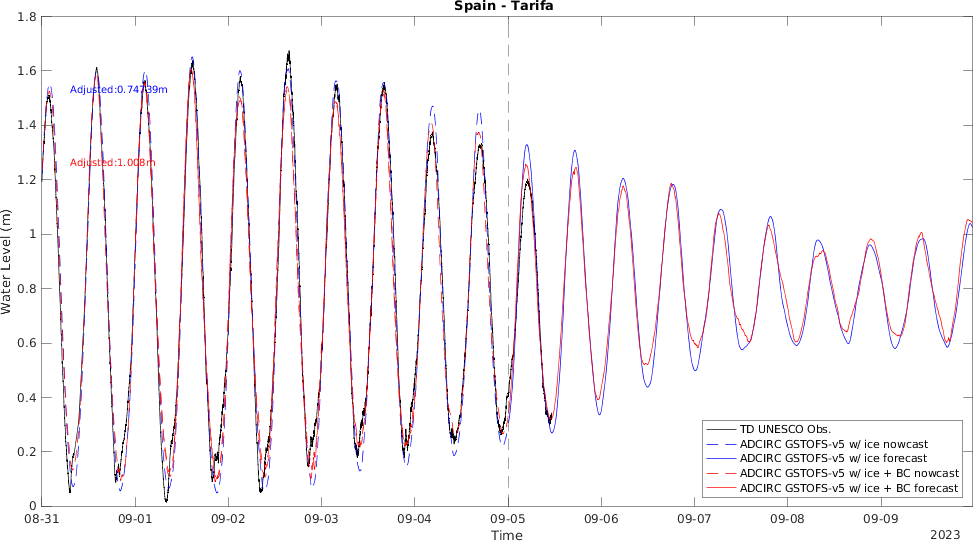 Spain - Tarifa
1.8
1.6
1.4
1.2
1
0.8
0.6
0.4
0.2
0
Water Level (m)
Adjusted:0.74739m
Adjusted:1.008m
TD UNESCO Obs.
ADCIRC GSTOFS-v5 w/ ice nowcast
ADCIRC GSTOFS-v5 w/ ice forecast
ADCIRC GSTOFS-v5 w/ ice + BC nowcast
ADCIRC GSTOFS-v5 w/ ice + BC forecast
08-31 09-01 09-02 09-03 09-04 09-05 09-06 09-07 09-08 09-09
Time
2023